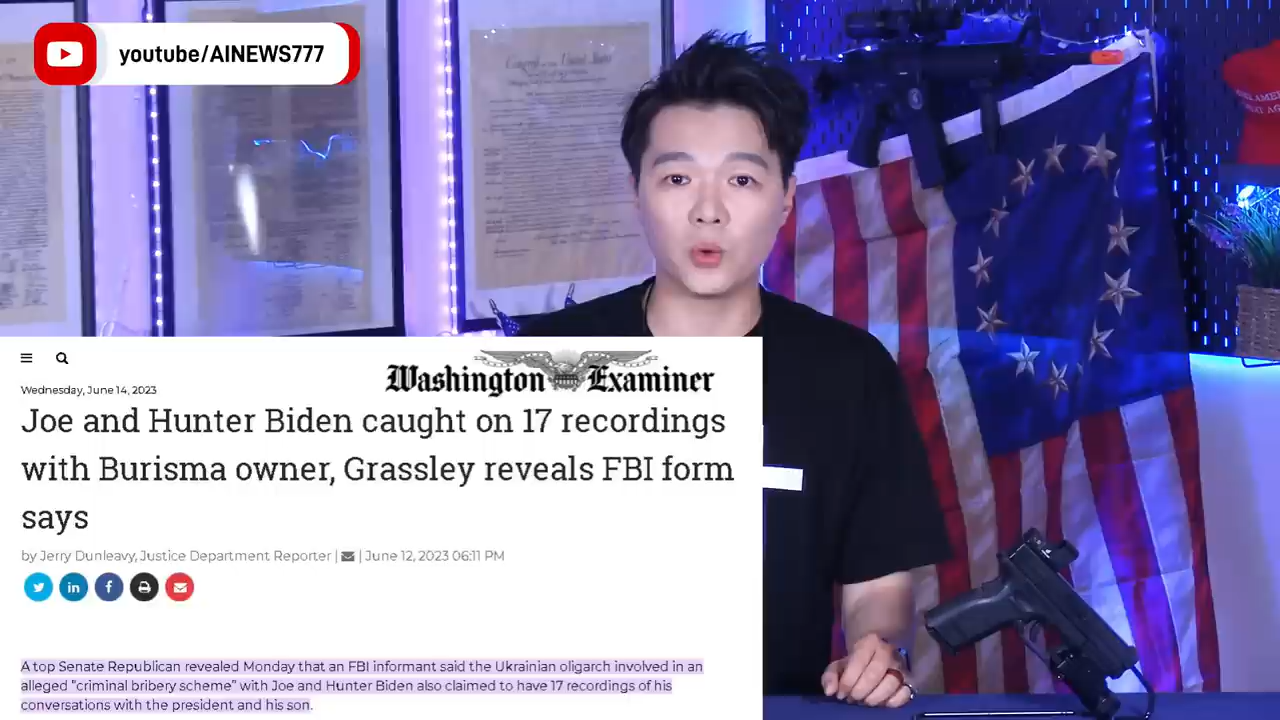 youtube/AINEWS777
Washington Examiner
Wednesday, June 14, 2023
Joe and Hunter Biden caught on 17 recordings
with Burisma owner, Grassley reveals FBI form
says
by Jerry Dunleavy, Justice Department Reporter | | June 12, 2023 06:11 PM
A top Senate Republican revealed Monday that an FBI informant said the Ukrainian oligarch involved in an
alleged "criminal bribery scheme" with Joe and Hunter Biden also claimed to have 17 recordings of his
conversations with the president and his son.